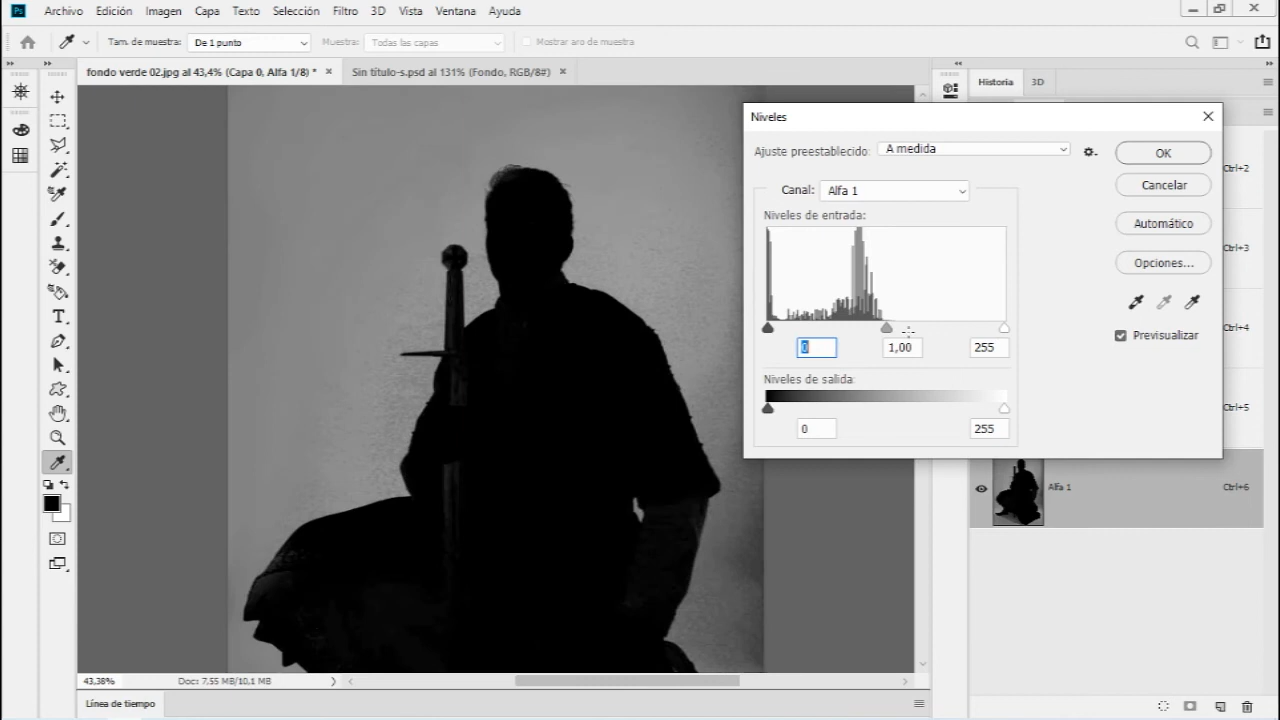 Ps Archivo Edición Imagen Capa Texto Selección Filtro 3D Vista Ventana Ayuda
Tam. de muestra: De 1 punto Muestra: Todas las capas Mostrar aro de muestra
fondo verde 02.jpg al 43,4% (Capa 0, Alfa 1/8) * × Sin título-s.psd al 131% (Fondo, RGB/8#) ×
Historia 3D
Niveles
Ajuste preestablecido: A medida
OK
Canal: Alfa 1
Cancelar
Niveles de entrada:
Automático
Opciones...
Previsualizar
0 1,00 255
Niveles de salida:
0 255
Ctrl+2
Ctrl+3
Ctrl+4
Ctrl+5
Alfa 1 Ctrl+6
43,38% Doc: 7,55 MB/10,1 MB
Línea de tiempo